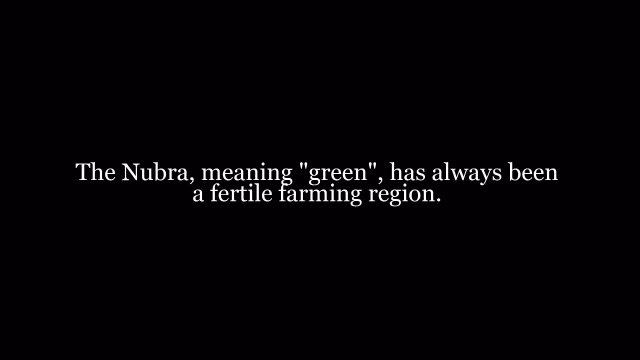 The Nubra, meaning "green", has always been
a fertile farming region.